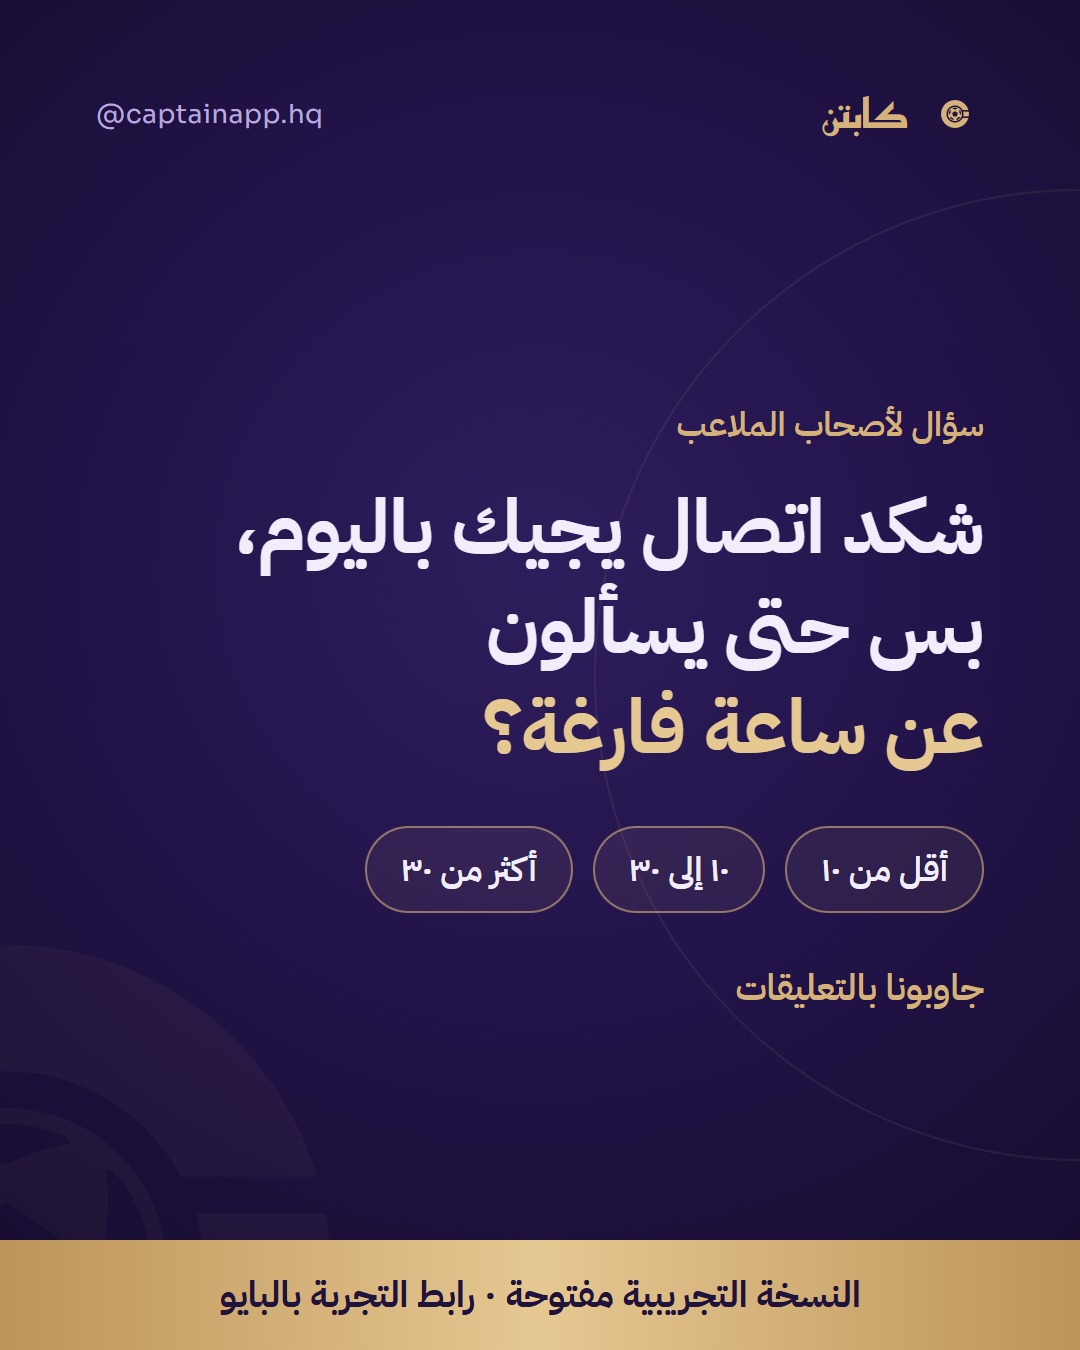 كابتن
@captainapp.hq
سؤال لأصحاب الملاعب
شكد اتصال يجيك باليوم،
بس حتى يسألون
عن ساعة فارغة؟
أقل من ١٠
١٠ إلى ٣٠
أكثر من ٣٠
جاوبونا بالتعليقات
النسخة التجريبية مفتوحة · رابط التجربة بالبايو